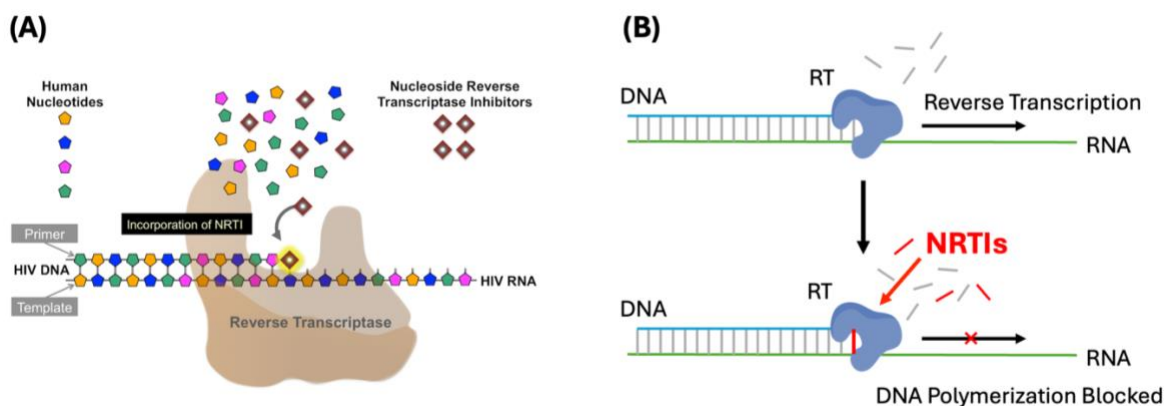 (A)
Human
Nucleotides
Nucleoside Reverse
Transcriptase Inhibitors
Incorporation of NRTI
Primer
HIV DNA
Template
HIV RNA
Reverse Transcriptase
(B)
RT
DNA
Reverse Transcription
RNA
NRTIs
RT
DNA
RNA
DNA Polymerization Blocked